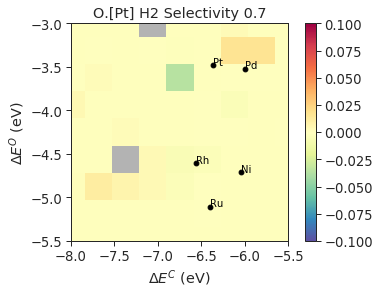 O.[Pt] H2 Selectivity 0.7
−3.0
−3.5
−4.0
−4.5
−5.0
−5.5
ΔE^O (eV)
Pt
Pd
Rh
Ni
Ru
−8.0 −7.5 −7.0 −6.5 −6.0 −5.5
ΔE^C (eV)
0.100
0.075
0.050
0.025
0.000
−0.025
−0.050
−0.075
−0.100